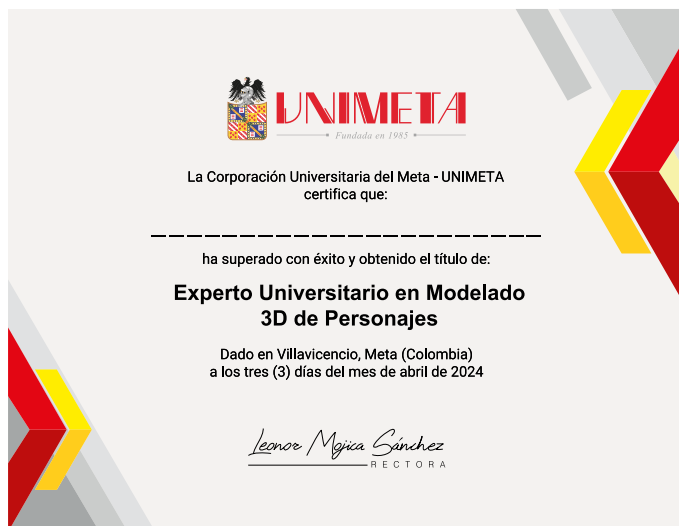 UNIMETA
Fundada en 1985
La Corporación Universitaria del Meta - UNIMETA
certifica que:
ha superado con éxito y obtenido el título de:
Experto Universitario en Modelado
3D de Personajes
Dado en Villavicencio, Meta (Colombia)
a los tres (3) días del mes de abril de 2024
Leonor Mojica Sánchez
RECTORA